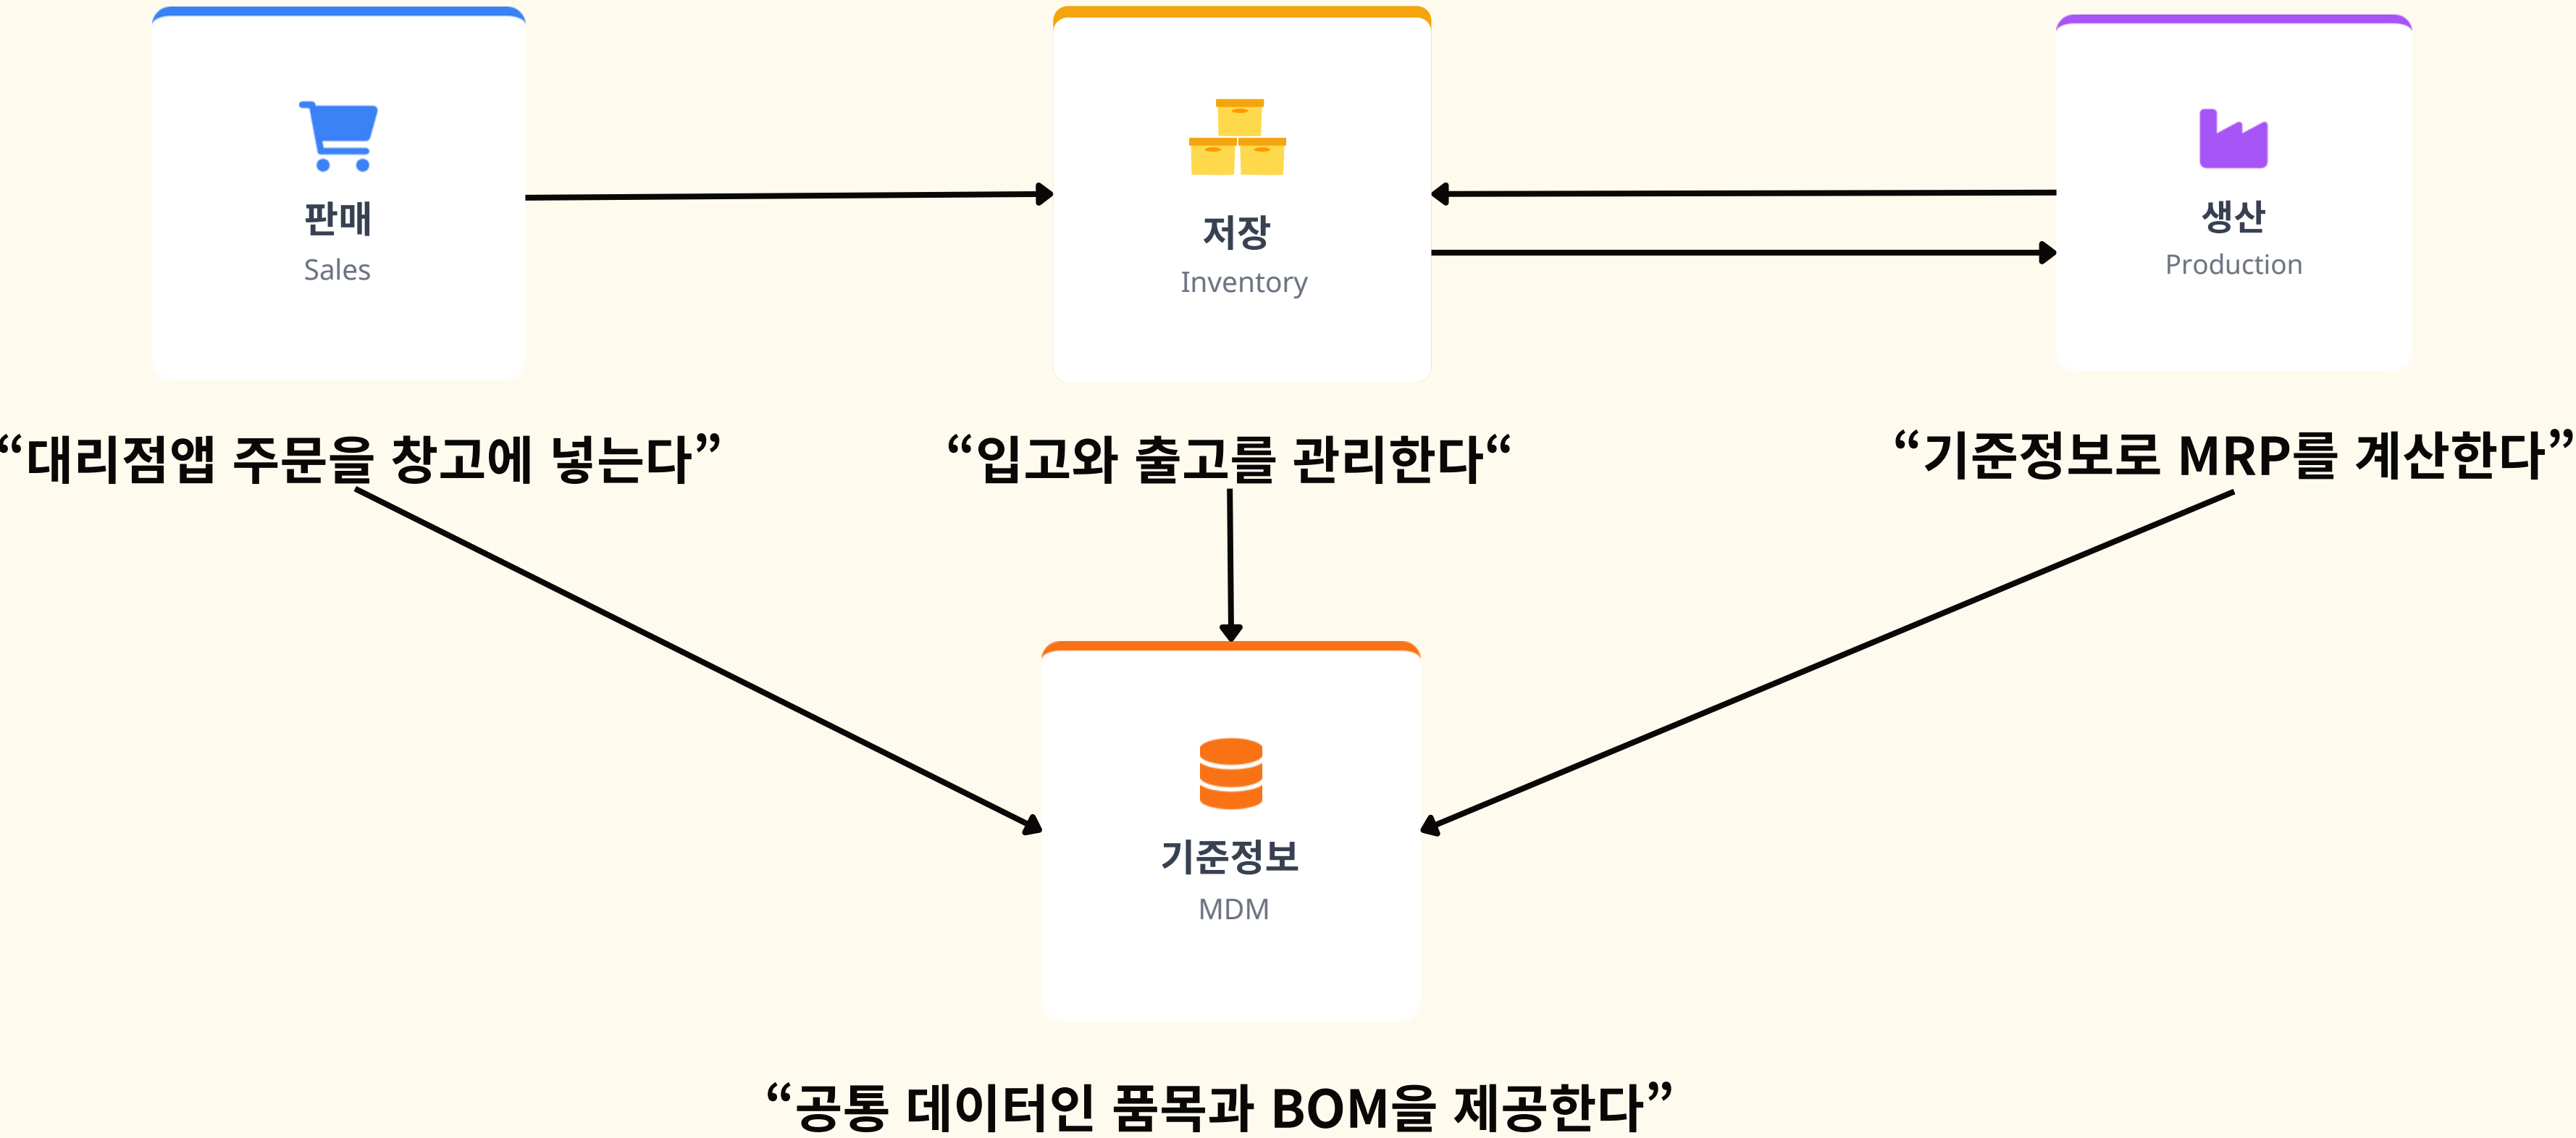 판매
Sales
저장
Inventory
생산
Production
“대리점앱 주문을 창고에 넣는다”
“입고와 출고를 관리한다“
“기준정보로 MRP를 계산한다”
기준정보
MDM
“공통 데이터인 품목과 BOM을 제공한다”